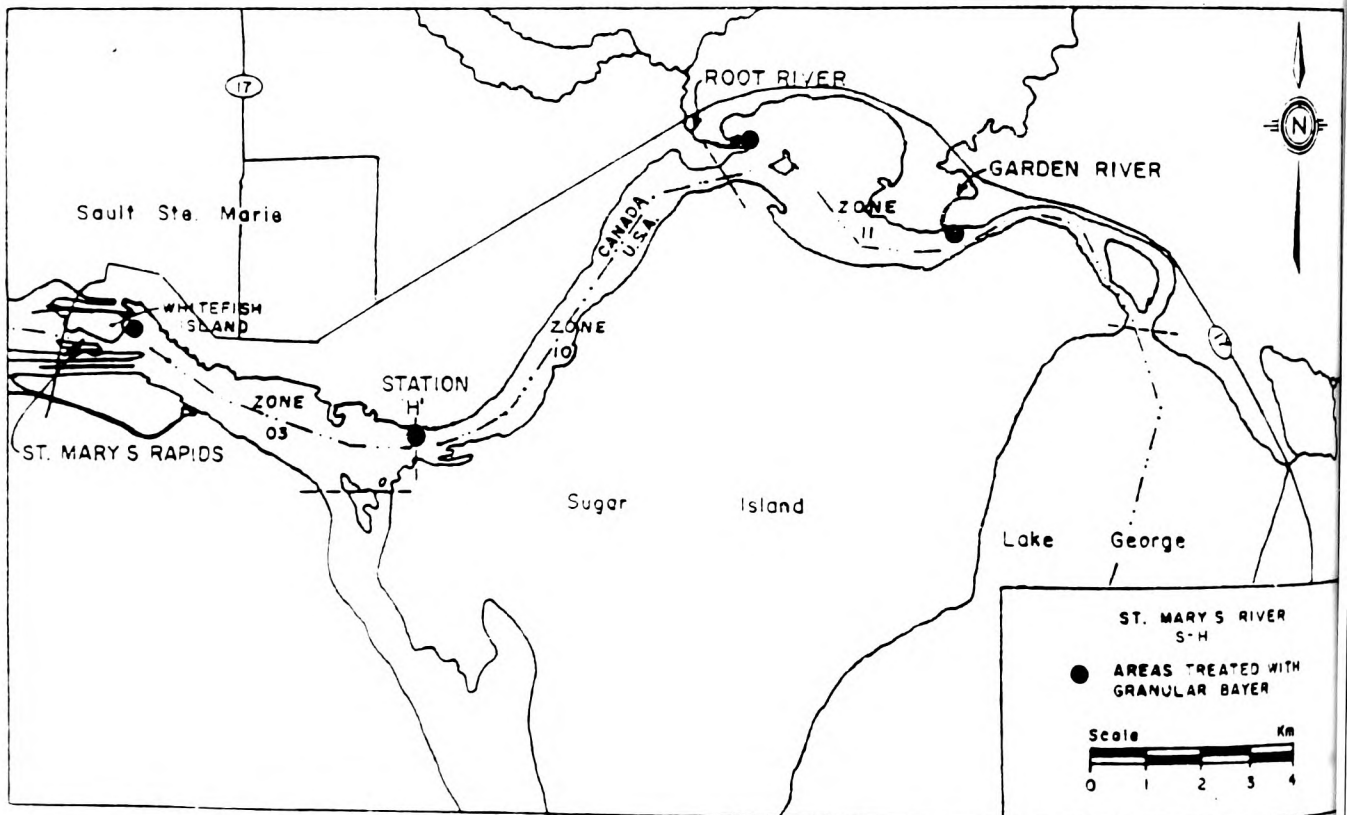 17
ROOT RIVER
N
GARDEN RIVER
Sault Ste. Marie
CANADA
U.S.A.
ZONE
11
WHITEFISH
ISLAND
ZONE
10
STATION
'H'
ZONE
03
ST. MARY S RAPIDS
17
Sugar Island
Lake George
ST. MARY S RIVER
S-H
AREAS TREATED WITH
GRANULAR BAYER
Scale Km
0 1 2 3 4